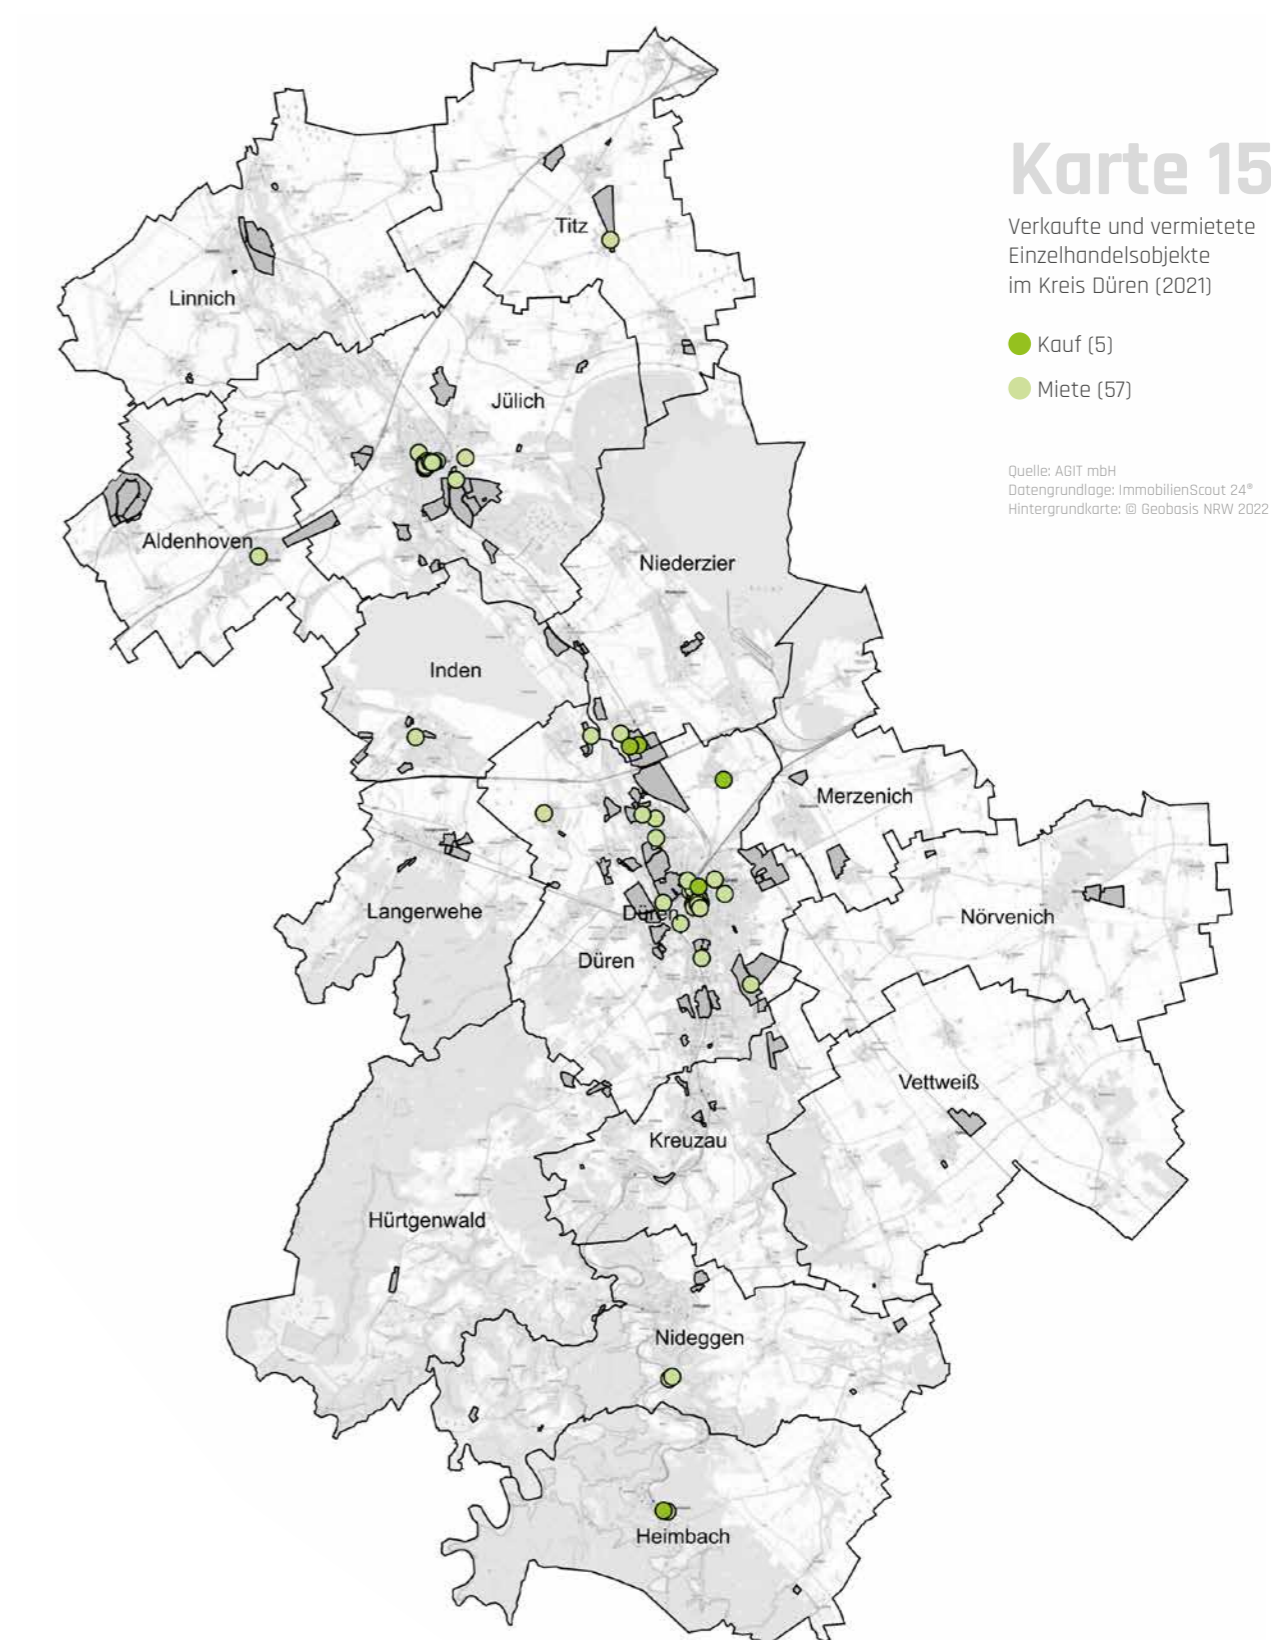 Karte 15
Verkaufte und vermietete
Einzelhandelsobjekte
im Kreis Düren (2021)
Kauf (5)
Miete (57)
Quelle: AGIT mbH
Datengrundlage: ImmobilienScout 24®
Hintergrundkarte: © Geobasis NRW 2022
Titz
Linnich
Jülich
Aldenhoven
Niederzier
Inden
Merzenich
Langerwehe
Düren
Nörvenich
Düren
Vettweiß
Kreuzau
Hürtgenwald
Nideggen
Heimbach